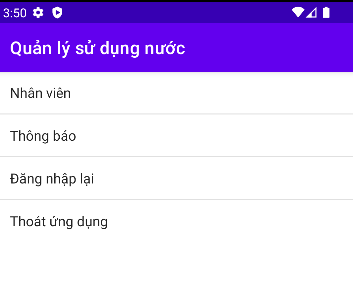 3:50
Quản lý sử dụng nước
Nhân viên
Thông báo
Đăng nhập lại
Thoát ứng dụng